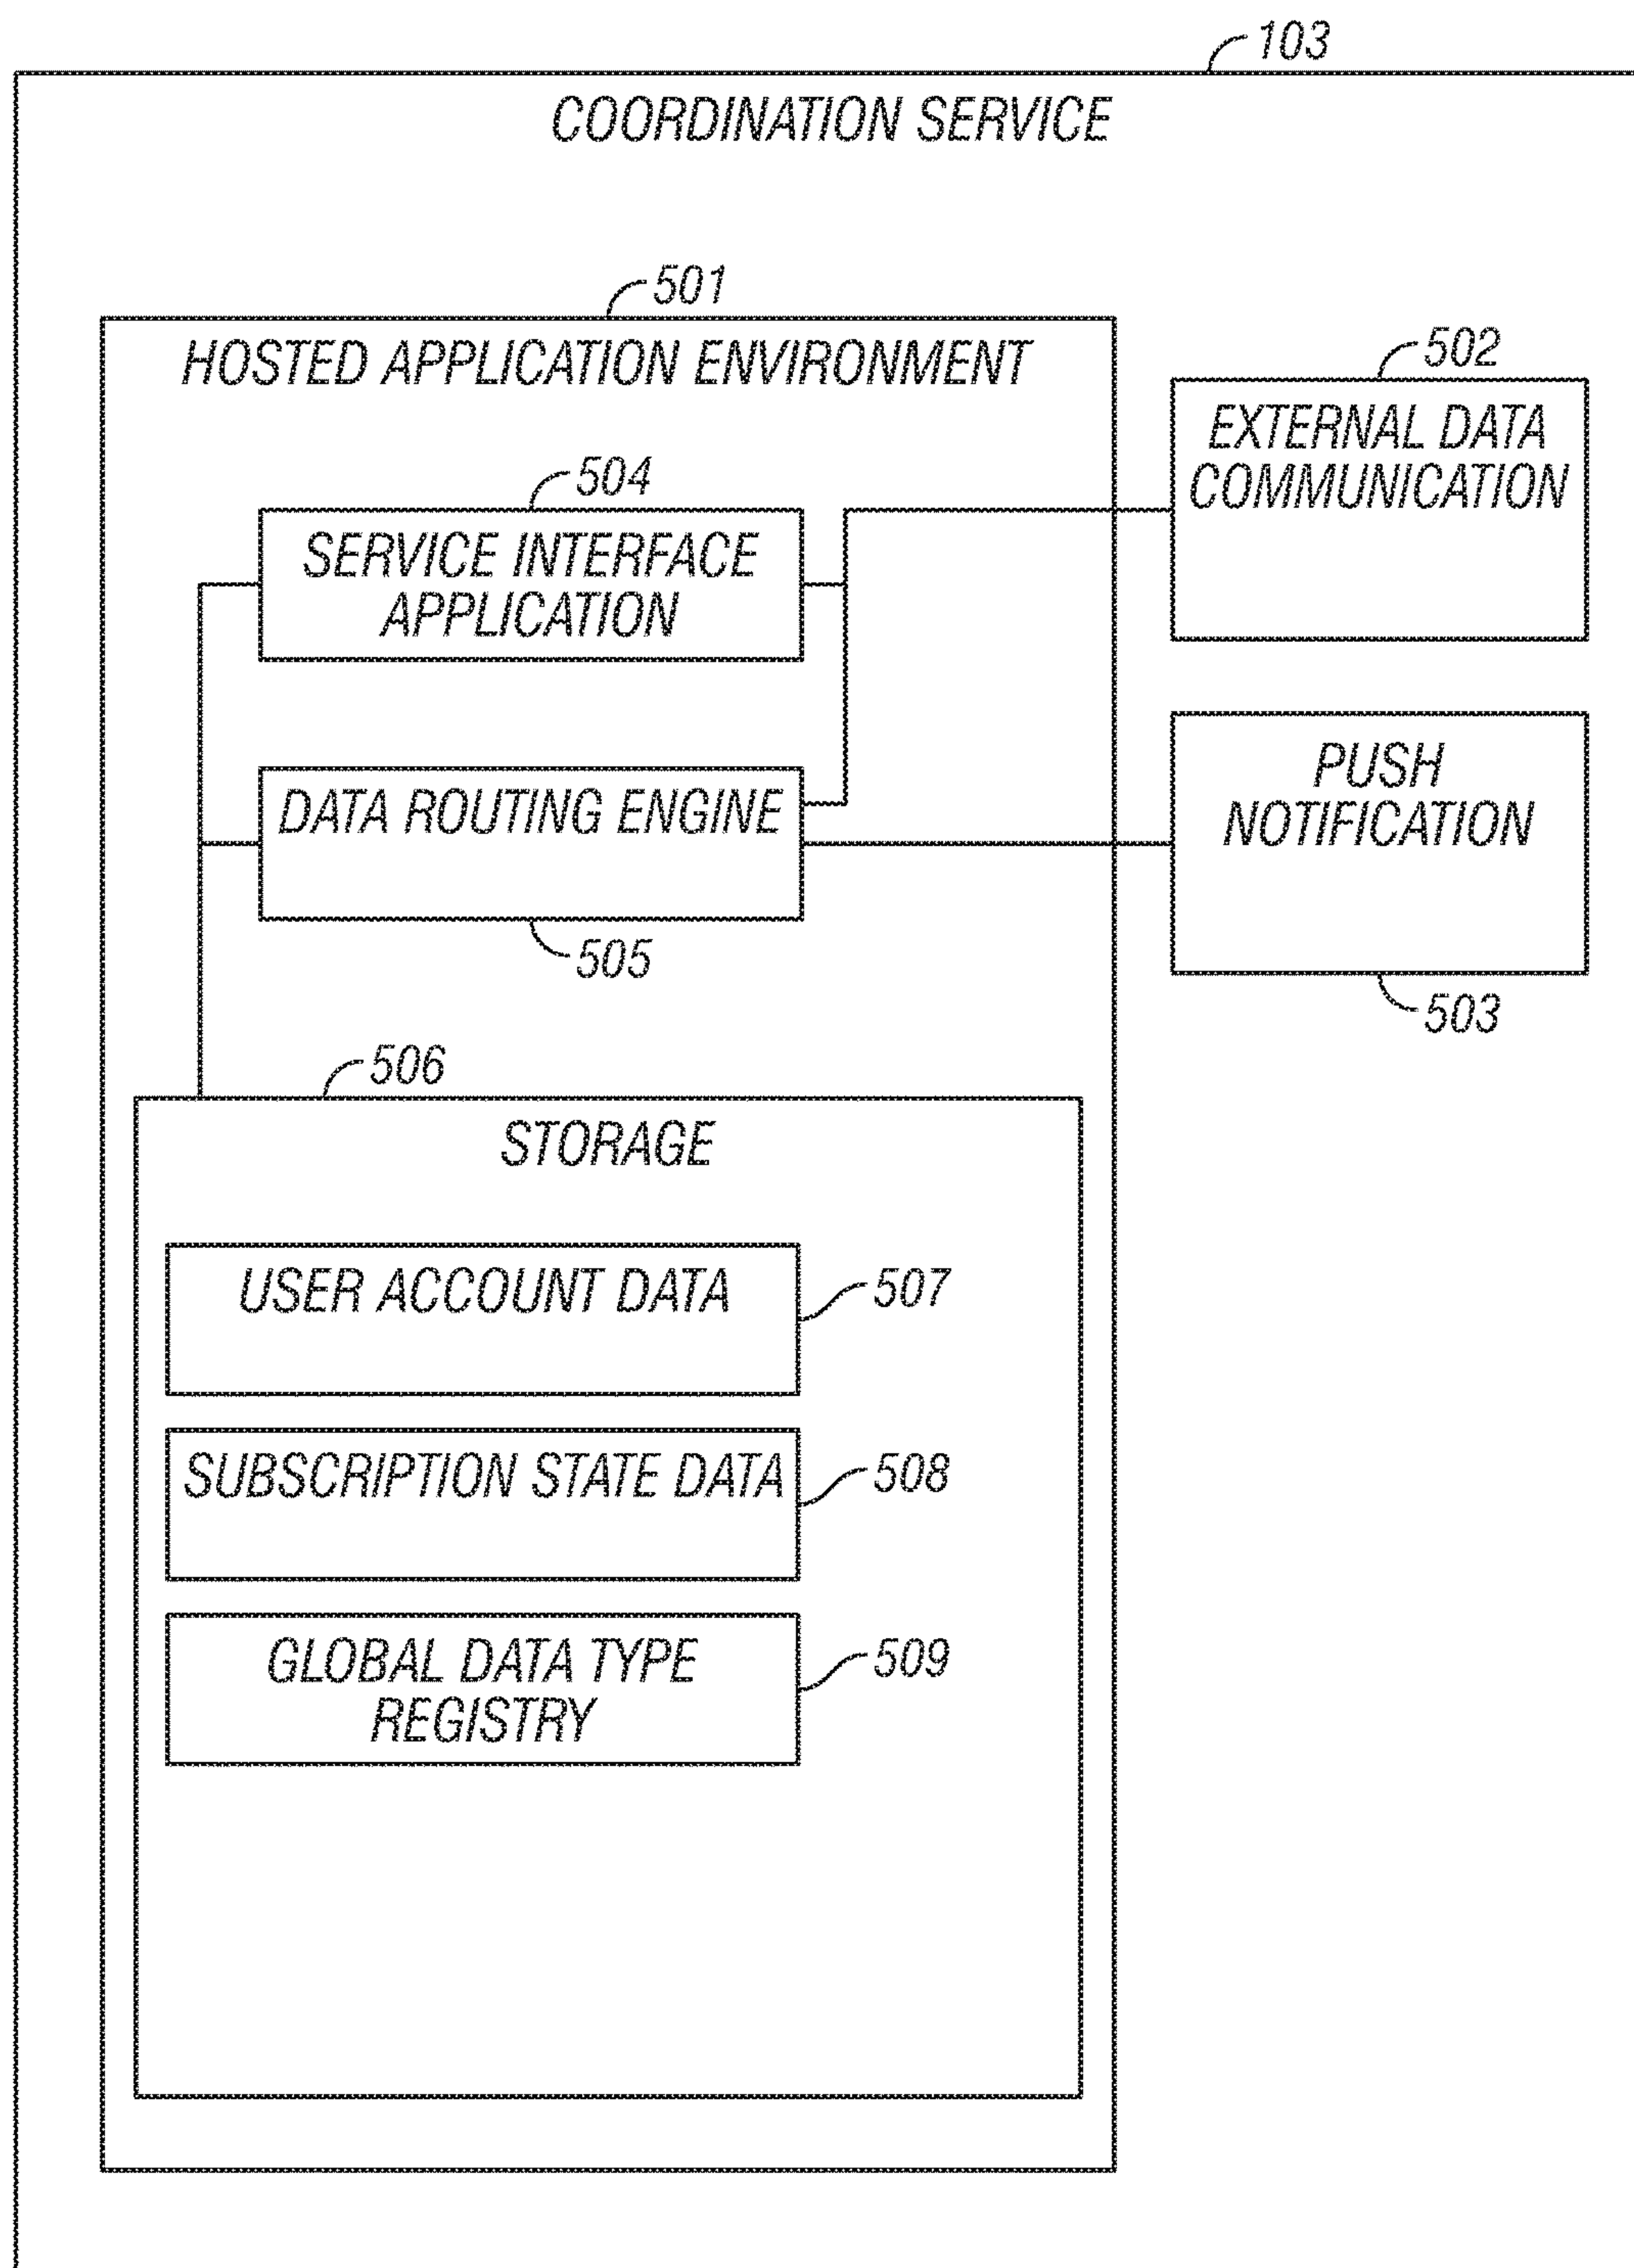 103
COORDINATION SERVICE
501
HOSTED APPLICATION ENVIRONMENT
502
EXTERNAL DATA
COMMUNICATION
504
SERVICE INTERFACE
APPLICATION
PUSH
NOTIFICATION
503
DATA ROUTING ENGINE
505
506
STORAGE
USER ACCOUNT DATA
507
SUBSCRIPTION STATE DATA
508
GLOBAL DATA TYPE
REGISTRY
509